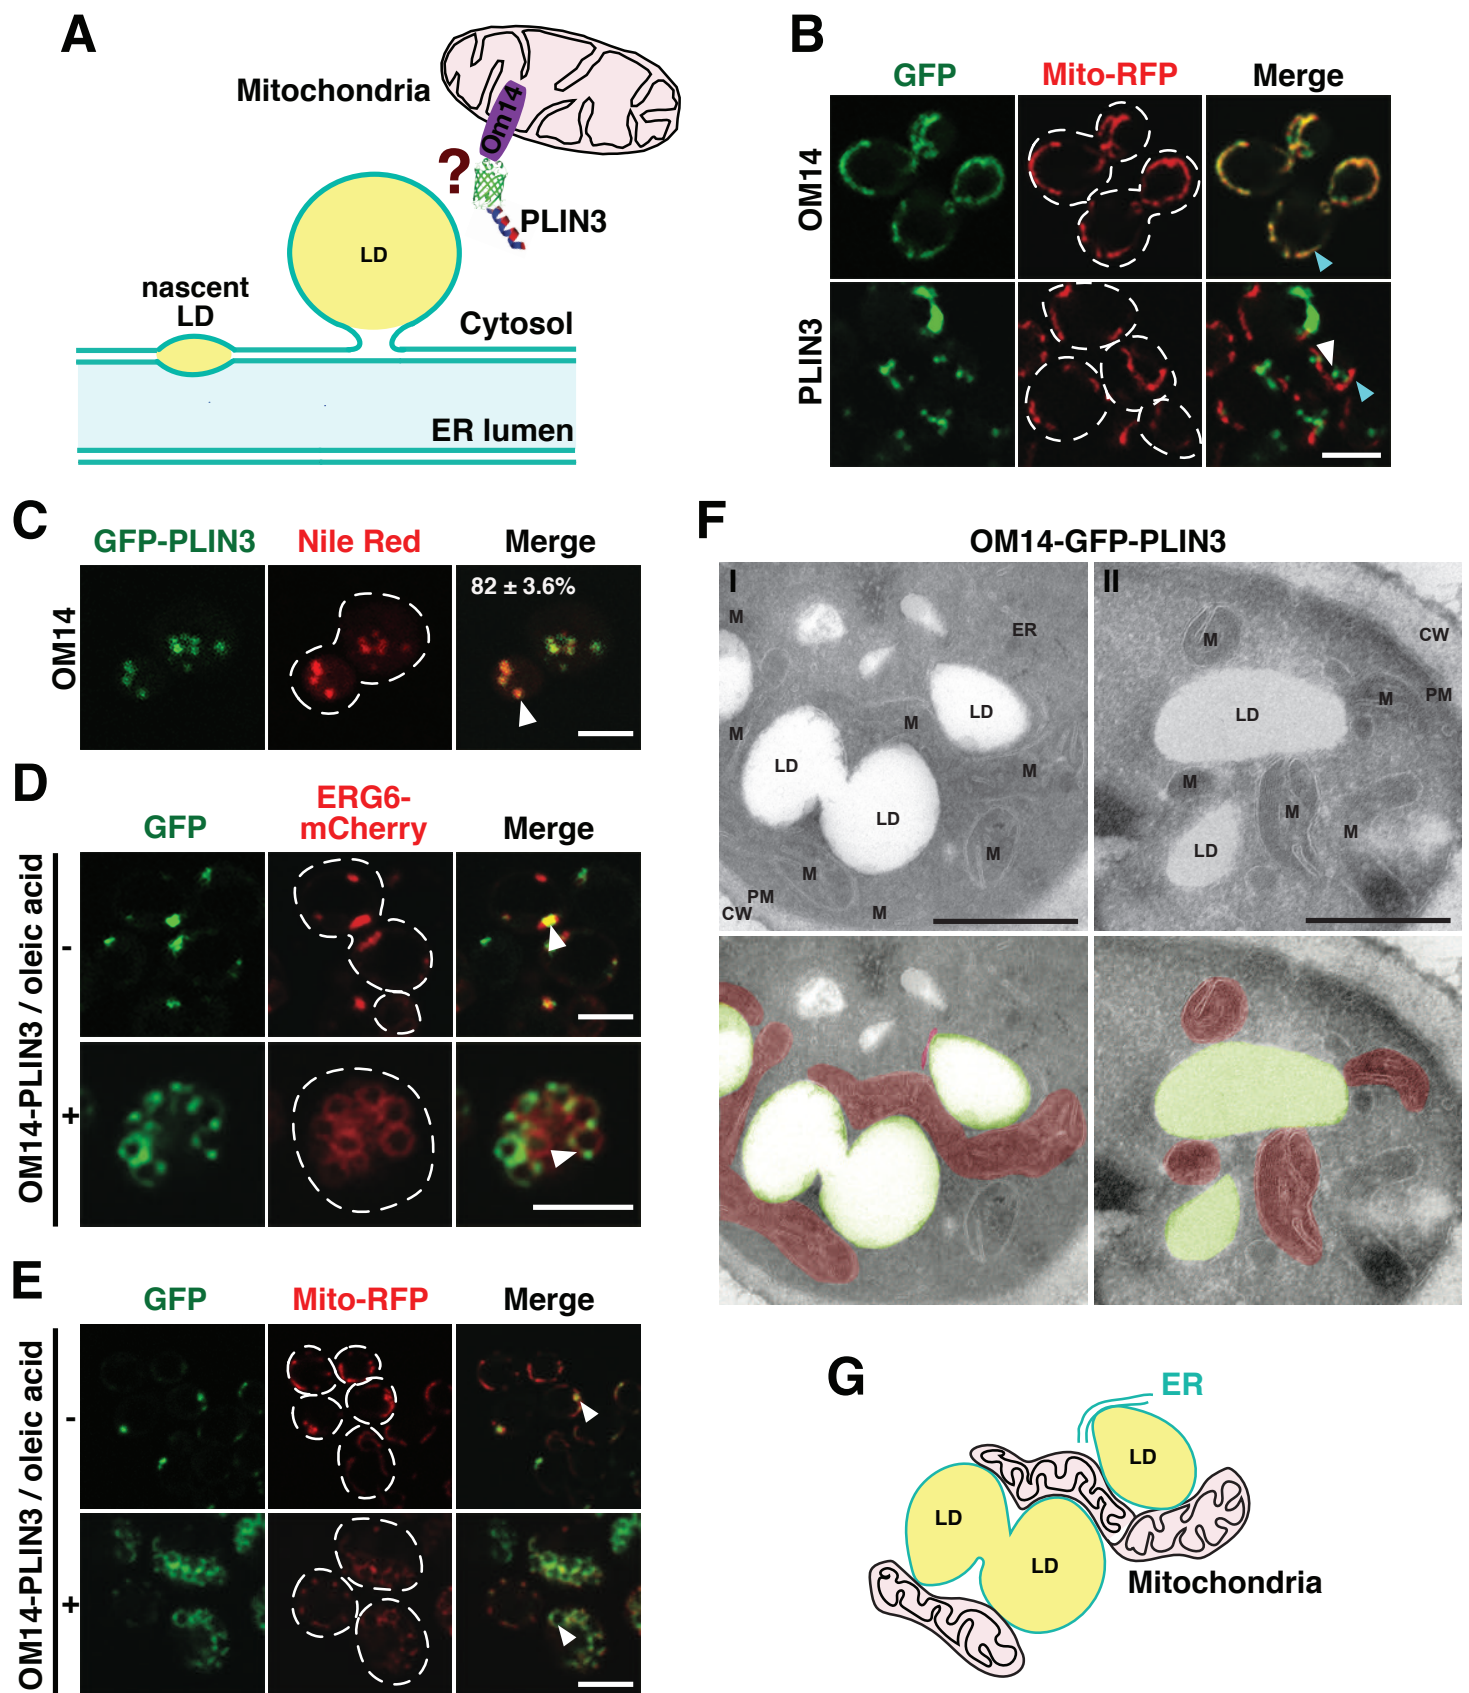 A
Mitochondria
Om14
?
PLIN3
LD
nascent
LD
Cytosol
ER lumen
B
GFP
Mito-RFP
Merge
OM14
PLIN3
C
GFP-PLIN3
Nile Red
Merge
OM14
82 ± 3.6%
D
GFP
ERG6-
mCherry
Merge
OM14-PLIN3 / oleic acid
-
+
E
GFP
Mito-RFP
Merge
OM14-PLIN3 / oleic acid
-
+
F
OM14-GFP-PLIN3
I
M
ER
LD
M
M
LD
M
LD
M
M
PM
CW
M
II
CW
M
M
PM
LD
M
M
M
LD
G
ER
LD
LD
LD
Mitochondria